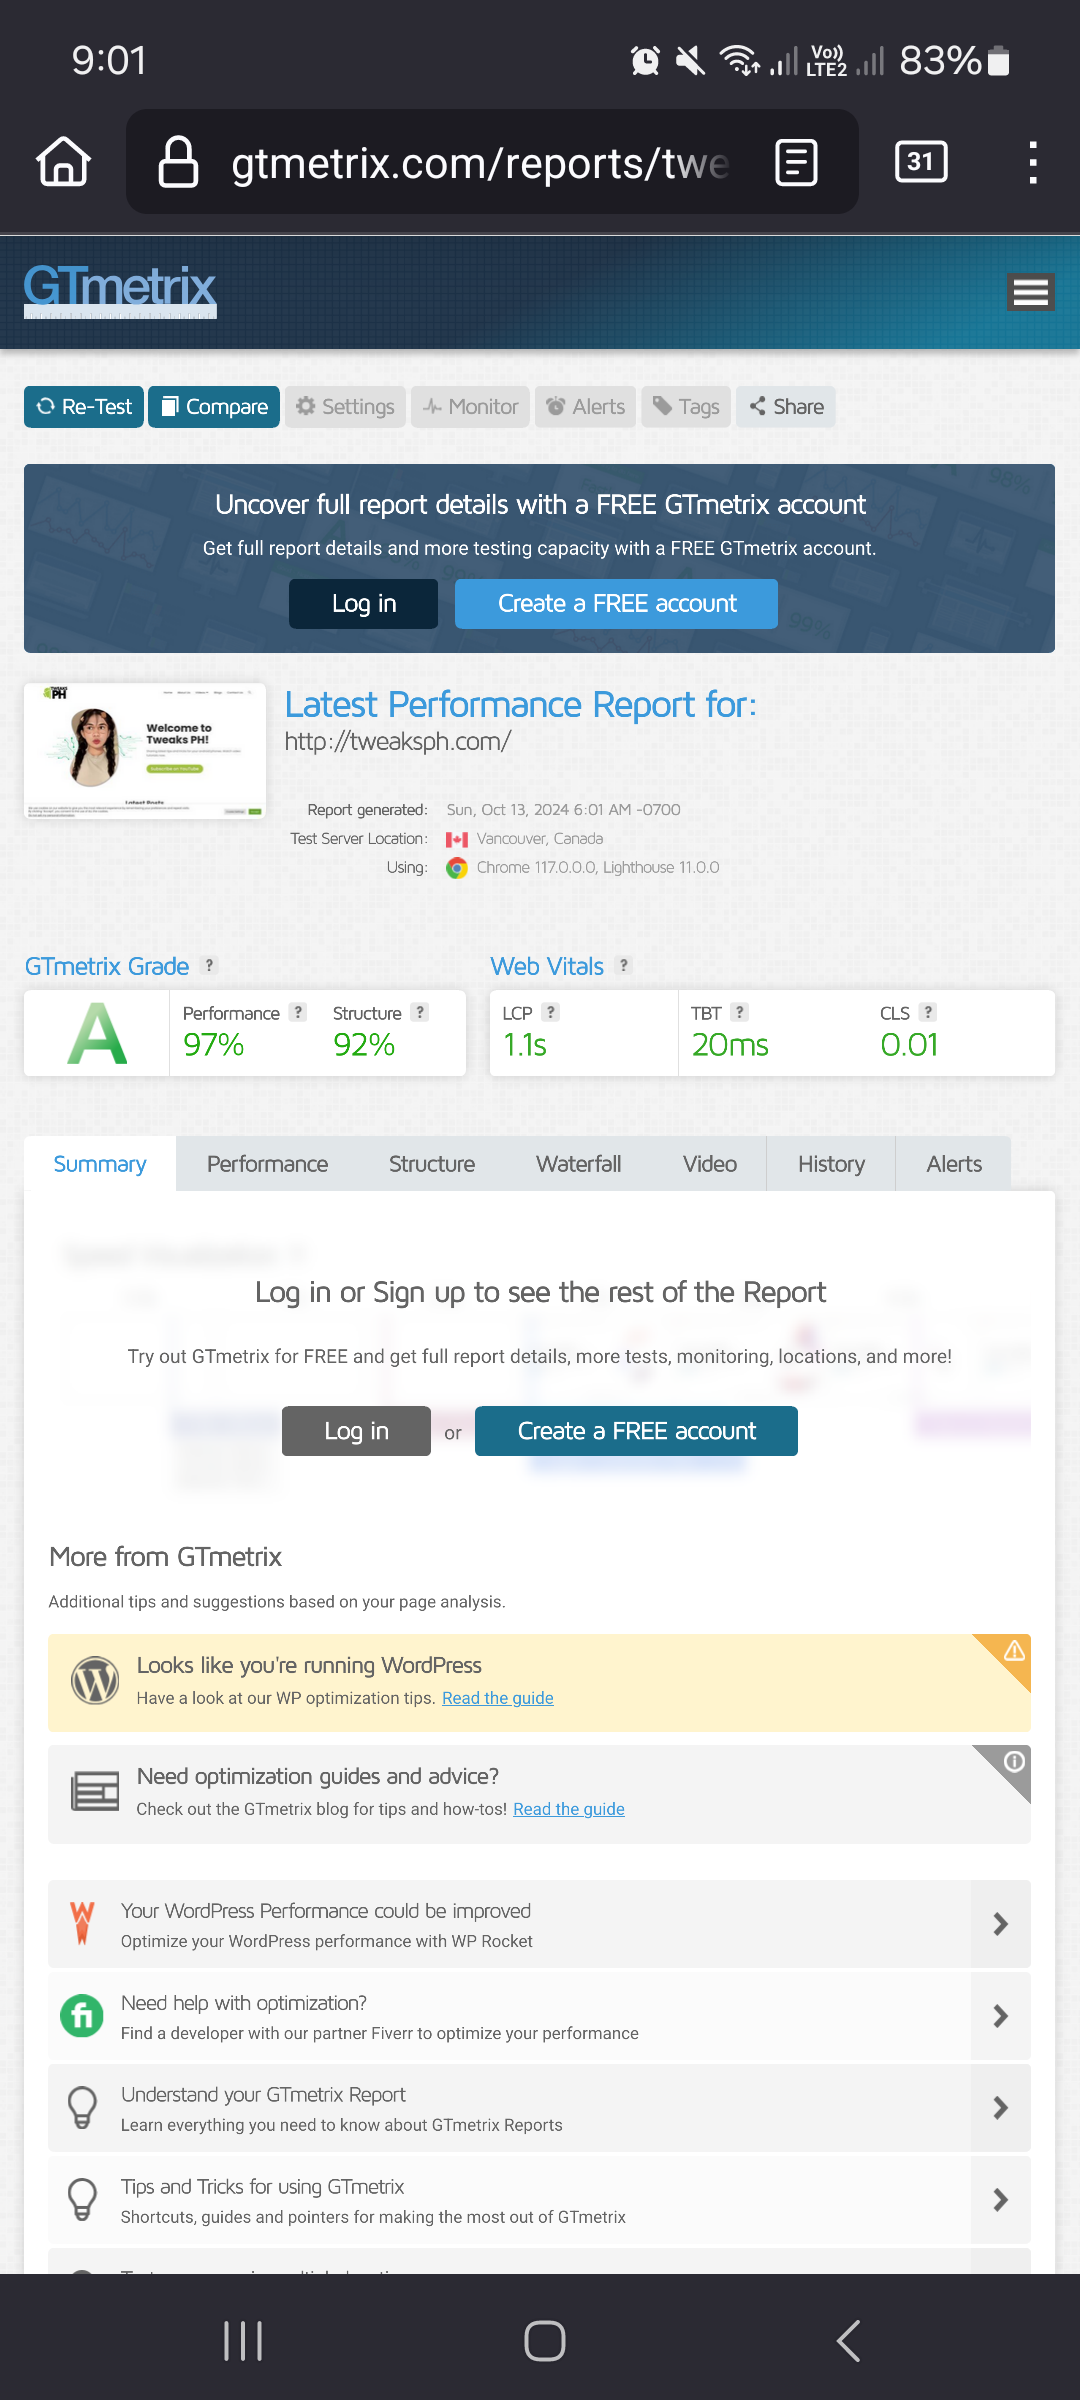 9:01
Vo)) LTE2 83%
gtmetrix.com/reports/twe
31
GTmetrix
Re-Test Compare Settings Monitor Alerts Tags Share
Uncover full report details with a FREE GTmetrix account
Get full report details and more testing capacity with a FREE GTmetrix account.
Log in Create a FREE account
TWEAKS PH
Welcome to
Tweaks PH!
Latest Posts
Latest Performance Report for:
http://tweaksph.com/
Report generated: Sun, Oct 13, 2024 6:01 AM -0700
Test Server Location: Vancouver, Canada
Using: Chrome 117.0.0.0, Lighthouse 11.0.0
GTmetrix Grade ?
A
Performance ? Structure ?
97% 92%
Web Vitals ?
LCP ? TBT ? CLS ?
1.1s 20ms 0.01
Summary Performance Structure Waterfall Video History Alerts
Log in or Sign up to see the rest of the Report
Try out GTmetrix for FREE and get full report details, more tests, monitoring, locations, and more!
Log in or Create a FREE account
More from GTmetrix
Additional tips and suggestions based on your page analysis.
Looks like you're running WordPress
Have a look at our WP optimization tips. Read the guide
Need optimization guides and advice?
Check out the GTmetrix blog for tips and how-tos! Read the guide
Your WordPress Performance could be improved
Optimize your WordPress performance with WP Rocket
fi
Need help with optimization?
Find a developer with our partner Fiverr to optimize your performance
Understand your GTmetrix Report
Learn everything you need to know about GTmetrix Reports
Tips and Tricks for using GTmetrix
Shortcuts, guides and pointers for making the most out of GTmetrix